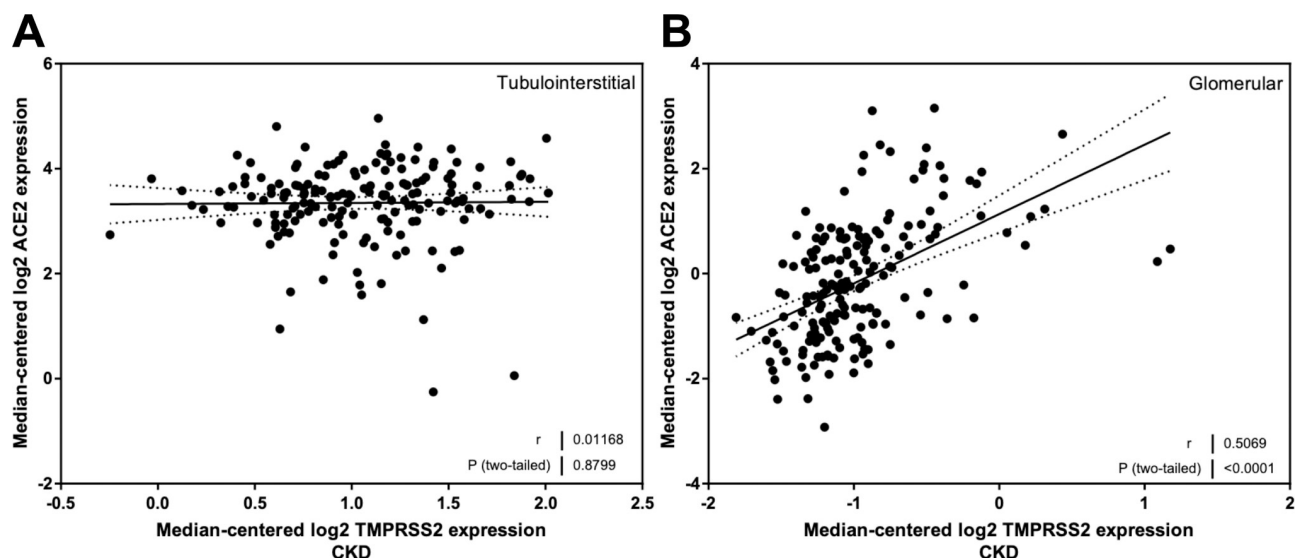 A
B
6
4
2
0
-2
Median-centered log2 ACE2 expression
Tubulointerstitial
r 0.01168
P (two-tailed) 0.8799
-0.5 0.0 0.5 1.0 1.5 2.0 2.5
Median-centered log2 TMPRSS2 expression
CKD
4
2
0
-2
-4
Median-centered log2 ACE2 expression
Glomerular
r 0.5069
P (two-tailed) <0.0001
-2 -1 0 1 2
Median-centered log2 TMPRSS2 expression
CKD